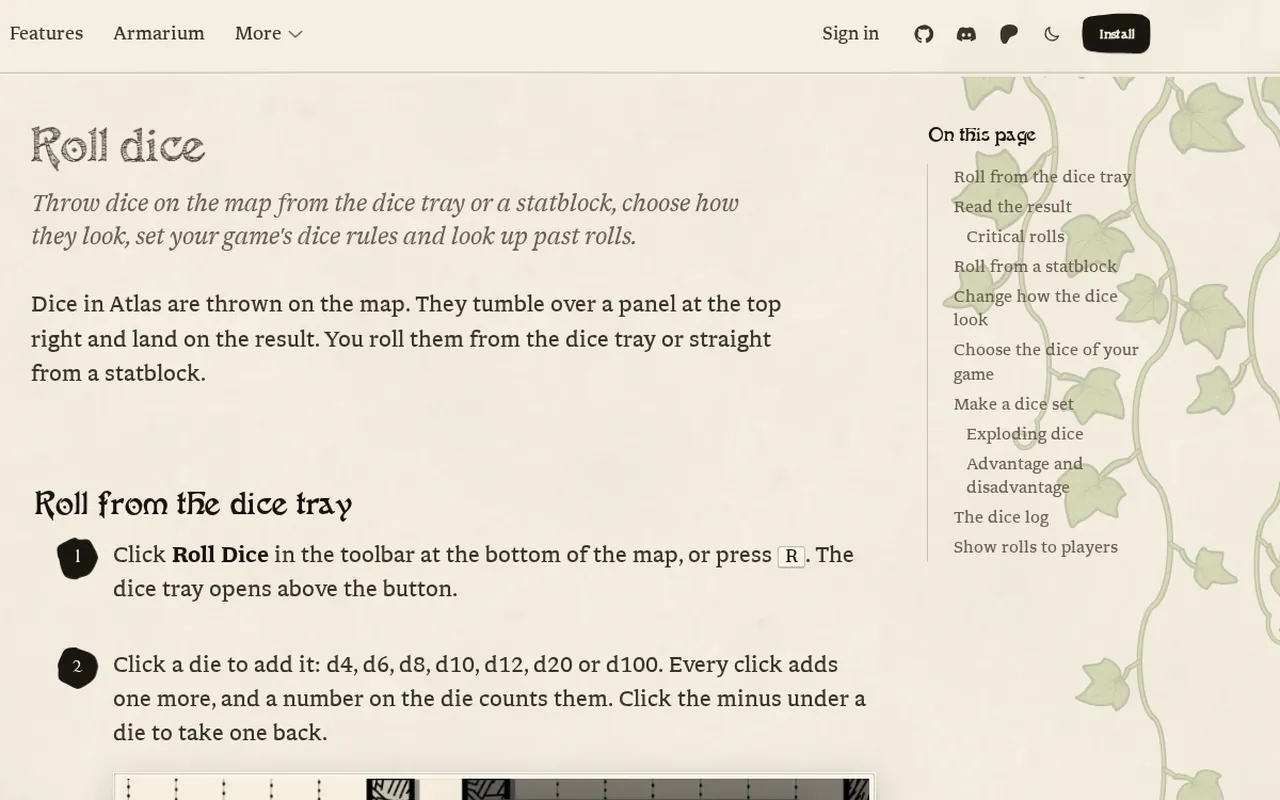 Features Armarium More Sign in Install
Roll dice
Throw dice on the map from the dice tray or a statblock, choose how
they look, set your game's dice rules and look up past rolls.
Dice in Atlas are thrown on the map. They tumble over a panel at the top
right and land on the result. You roll them from the dice tray or straight
from a statblock.
Roll from the dice tray
1 Click Roll Dice in the toolbar at the bottom of the map, or press R. The
dice tray opens above the button.
2 Click a die to add it: d4, d6, d8, d10, d12, d20 or d100. Every click adds
one more, and a number on the die counts them. Click the minus under a
die to take one back.
On this page
Roll from the dice tray
Read the result
Critical rolls
Roll from a statblock
Change how the dice
look
Choose the dice of your
game
Make a dice set
Exploding dice
Advantage and
disadvantage
The dice log
Show rolls to players